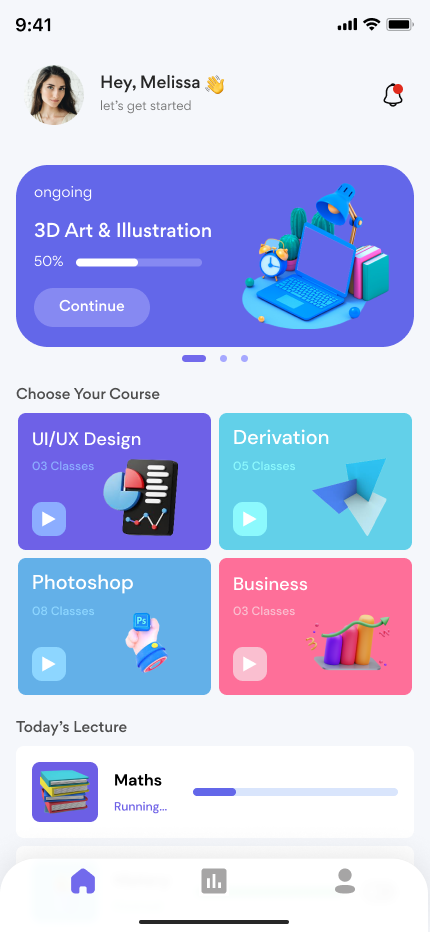 9:41
Hey, Melissa 👋
let's get started
ongoing
3D Art & Illustration
50%
Continue
Choose Your Course
UI/UX Design
03 Classes
Derivation
05 Classes
Photoshop
08 Classes
Ps
Business
03 Classes
Today's Lecture
Maths
Running...